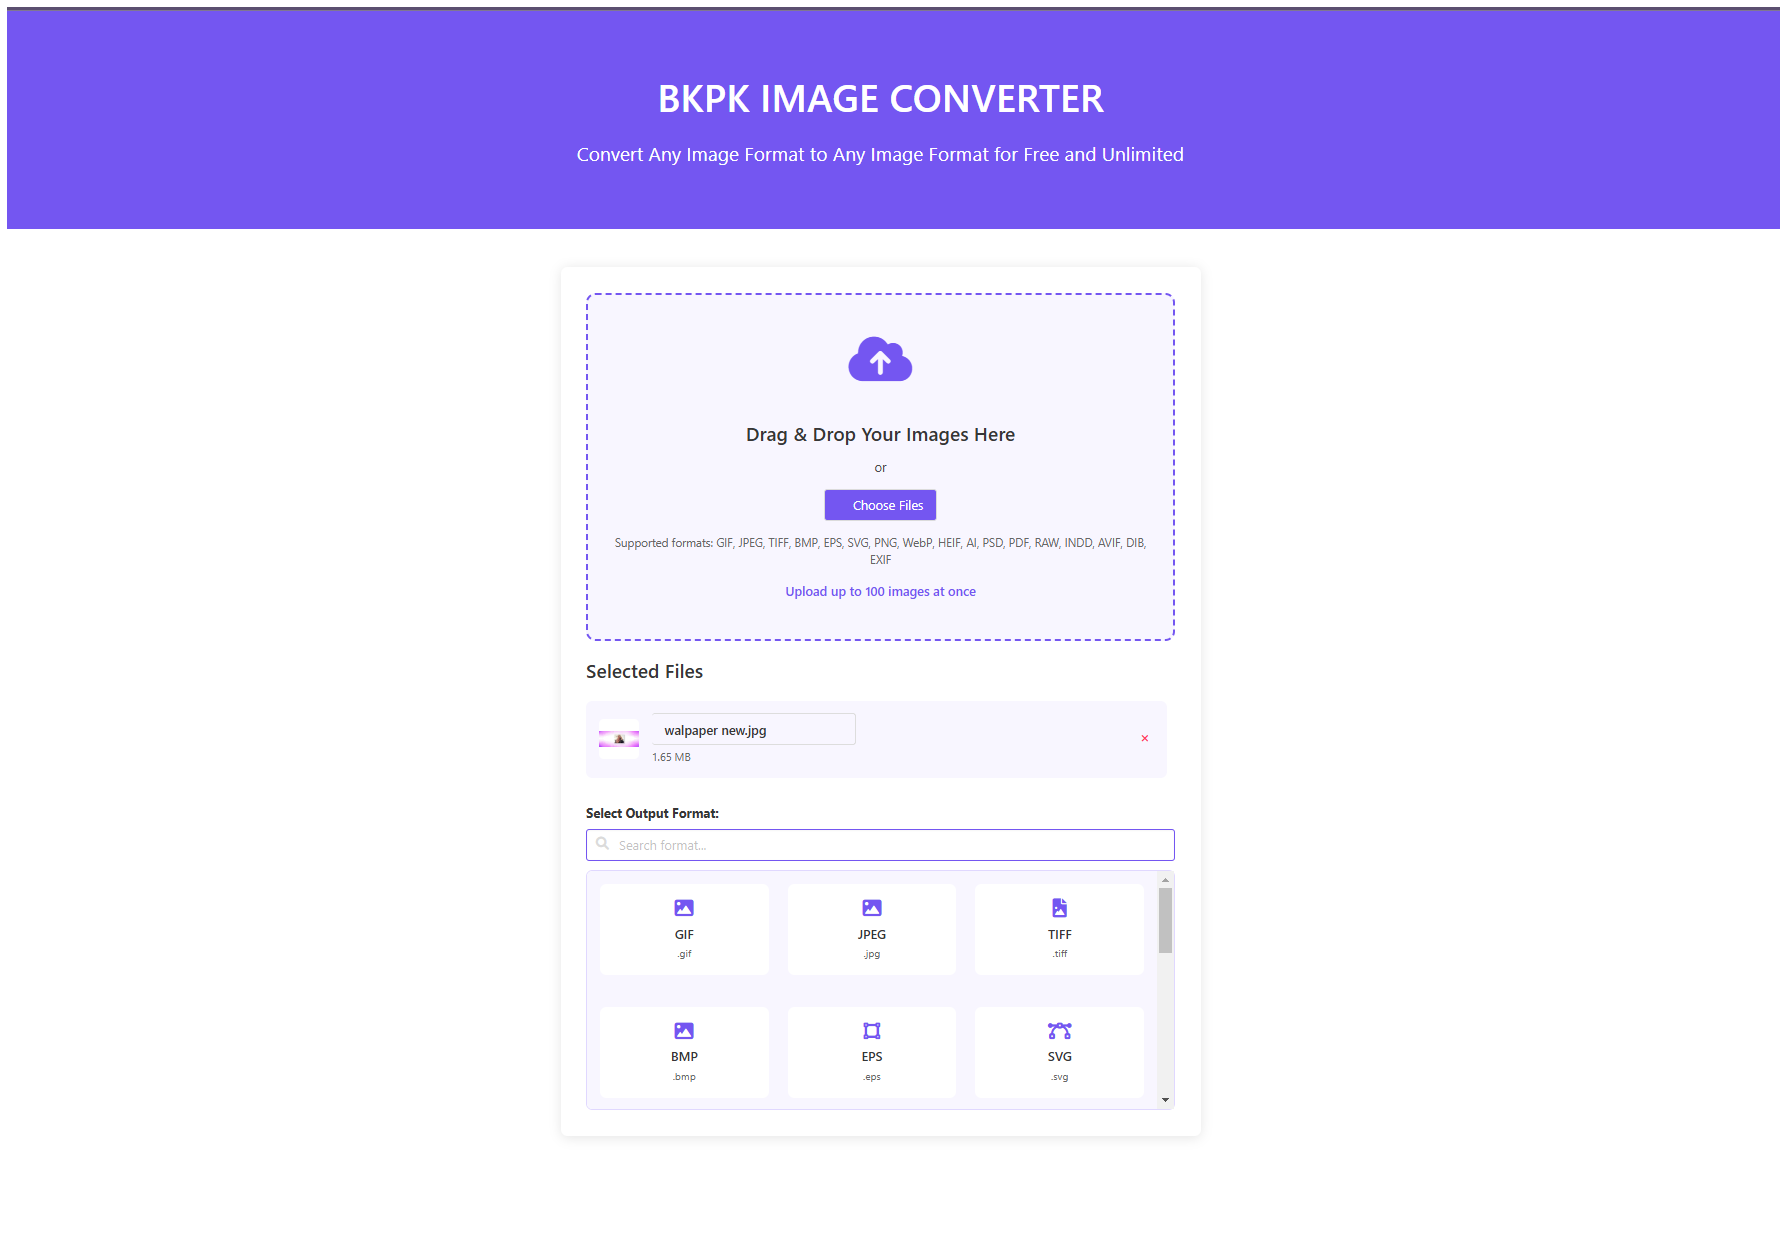 BKPK IMAGE CONVERTER
Convert Any Image Format to Any Image Format for Free and Unlimited
Drag & Drop Your Images Here
or
Choose Files
Supported formats: GIF, JPEG, TIFF, BMP, EPS, SVG, PNG, WebP, HEIF, AI, PSD, PDF, RAW, INDD, AVIF, DIB,
EXIF
Upload up to 100 images at once
Selected Files
walpaper new.jpg
1.65 MB
Select Output Format:
Search format...
GIF
.gif
JPEG
.jpg
TIFF
.tiff
BMP
.bmp
EPS
.eps
SVG
.svg